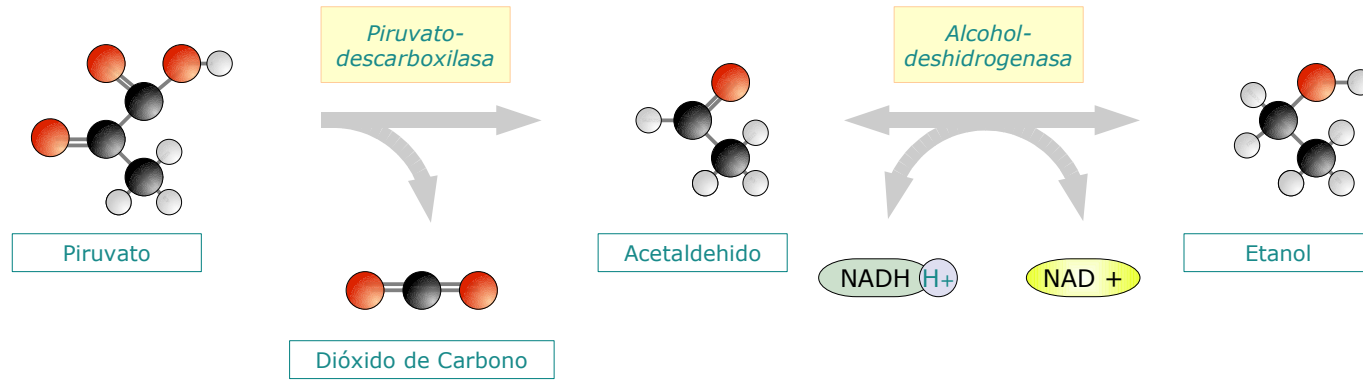 Piruvato-
descarboxilasa
Alcohol-
deshidrogenasa
Piruvato
Acetaldehido
Etanol
NADH H+
NAD +
Dióxido de Carbono